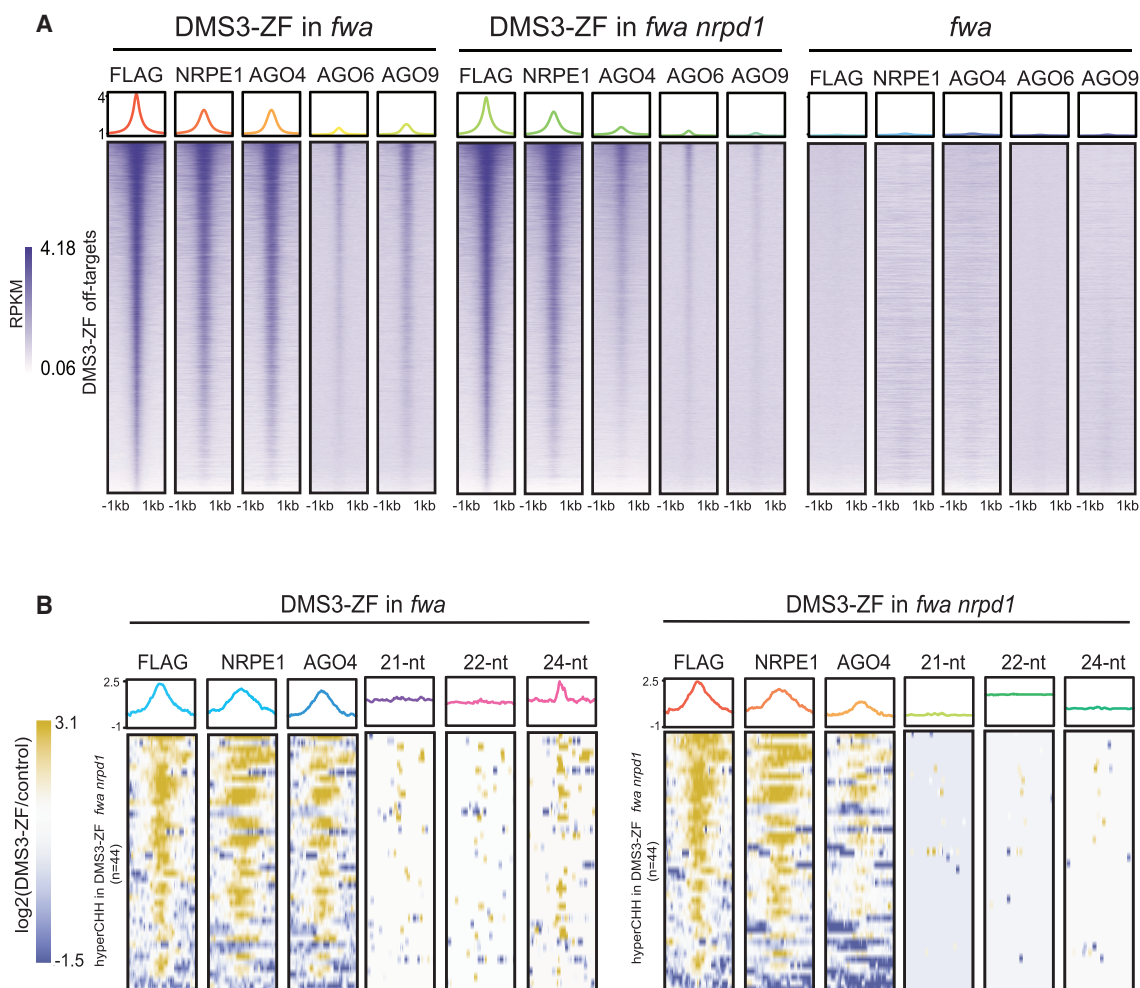 A
DMS3-ZF in fwa
DMS3-ZF in fwa nrpd1
fwa
FLAG NRPE1 AGO4 AGO6 AGO9
FLAG NRPE1 AGO4 AGO6 AGO9
FLAG NRPE1 AGO4 AGO6 AGO9
4
1
RPKM
4.18
0.06
DMS3-ZF off-targets
-1kb 1kb -1kb 1kb -1kb 1kb -1kb 1kb -1kb 1kb
-1kb 1kb -1kb 1kb -1kb 1kb -1kb 1kb -1kb 1kb
-1kb 1kb -1kb 1kb -1kb 1kb -1kb 1kb -1kb 1kb
B
DMS3-ZF in fwa
DMS3-ZF in fwa nrpd1
FLAG NRPE1 AGO4 21-nt 22-nt 24-nt
FLAG NRPE1 AGO4 21-nt 22-nt 24-nt
2.5
-1
2.5
-1
log2(DMS3-ZF/control)
3.1
-1.5
hyperCHH in DMS3-ZF fwa nrpd1
(n=44)
hyperCHH in DMS3-ZF fwa nrpd1
(n=44)